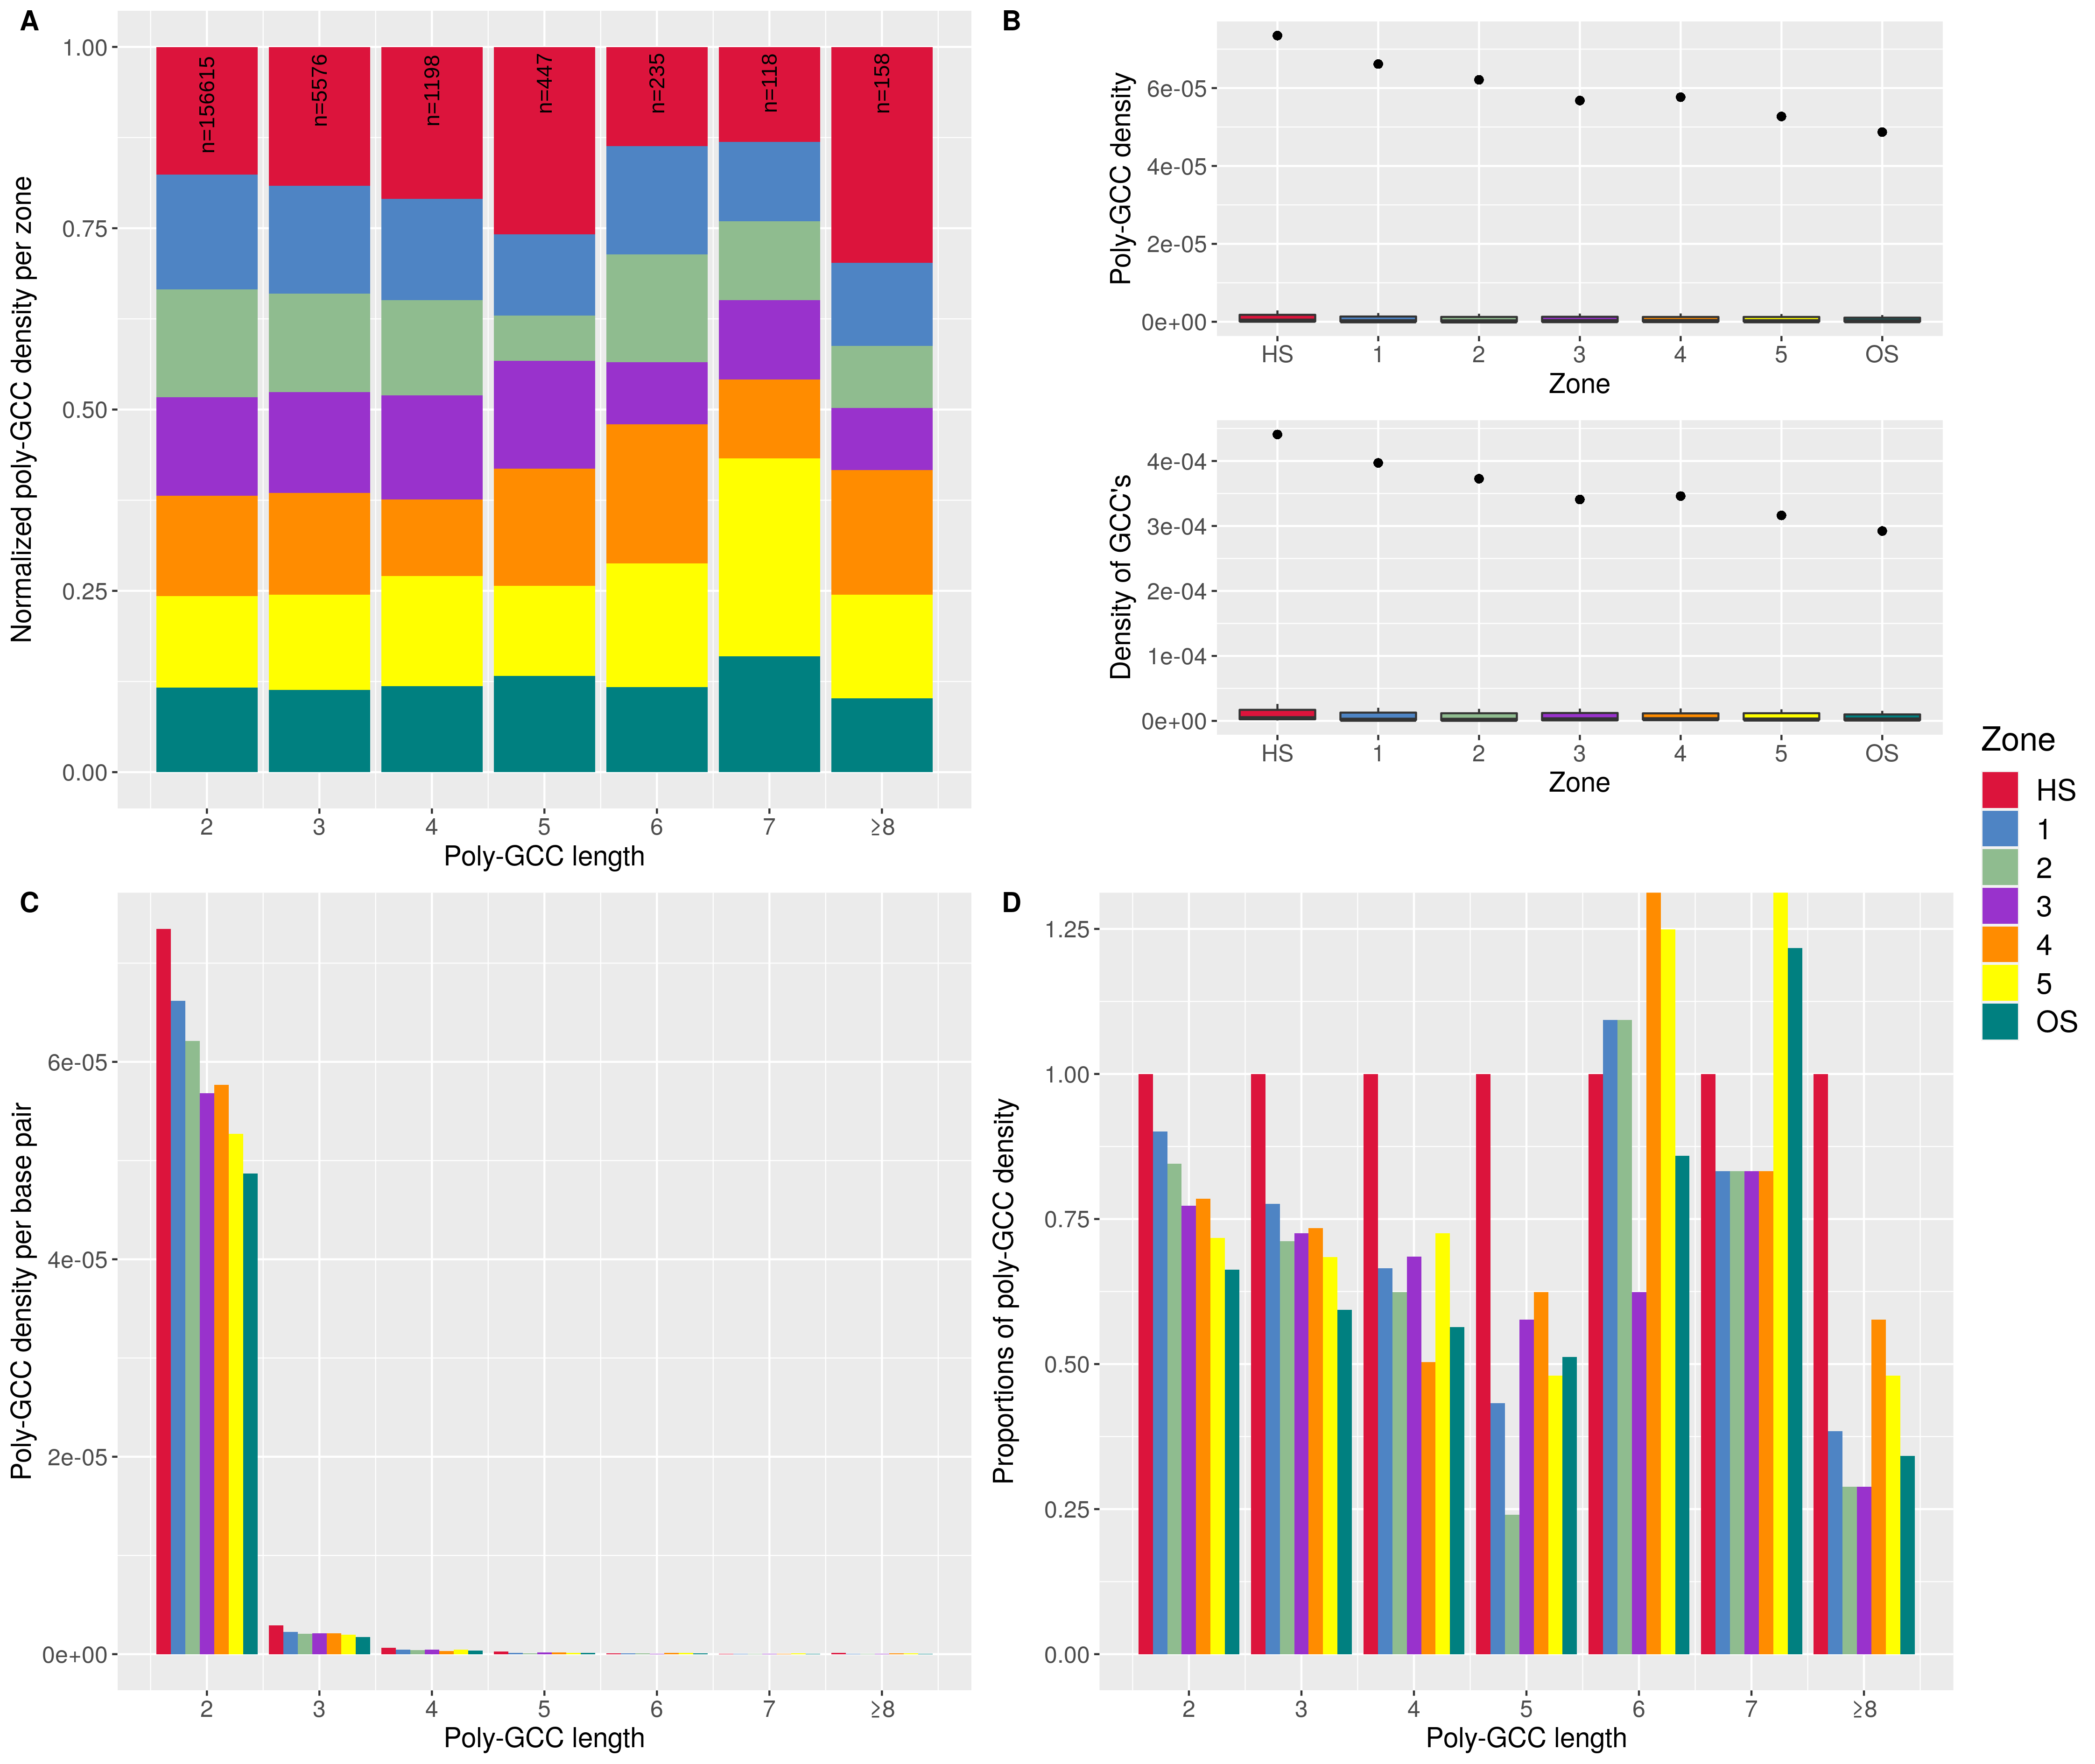 A
Normalized poly-GCC density per zone
1.00
0.75
0.50
0.25
0.00
n=156615
n=5576
n=1198
n=447
n=235
n=118
n=158
2 3 4 5 6 7 ≥8
Poly-GCC length
B
Poly-GCC density
6e-05
4e-05
2e-05
0e+00
HS 1 2 3 4 5 OS
Zone
Density of GCC's
4e-04
3e-04
2e-04
1e-04
0e+00
HS 1 2 3 4 5 OS
Zone
Zone
HS
1
2
3
4
5
OS
C
Poly-GCC density per base pair
6e-05
4e-05
2e-05
0e+00
2 3 4 5 6 7 ≥8
Poly-GCC length
D
Proportions of poly-GCC density
1.25
1.00
0.75
0.50
0.25
0.00
2 3 4 5 6 7 ≥8
Poly-GCC length